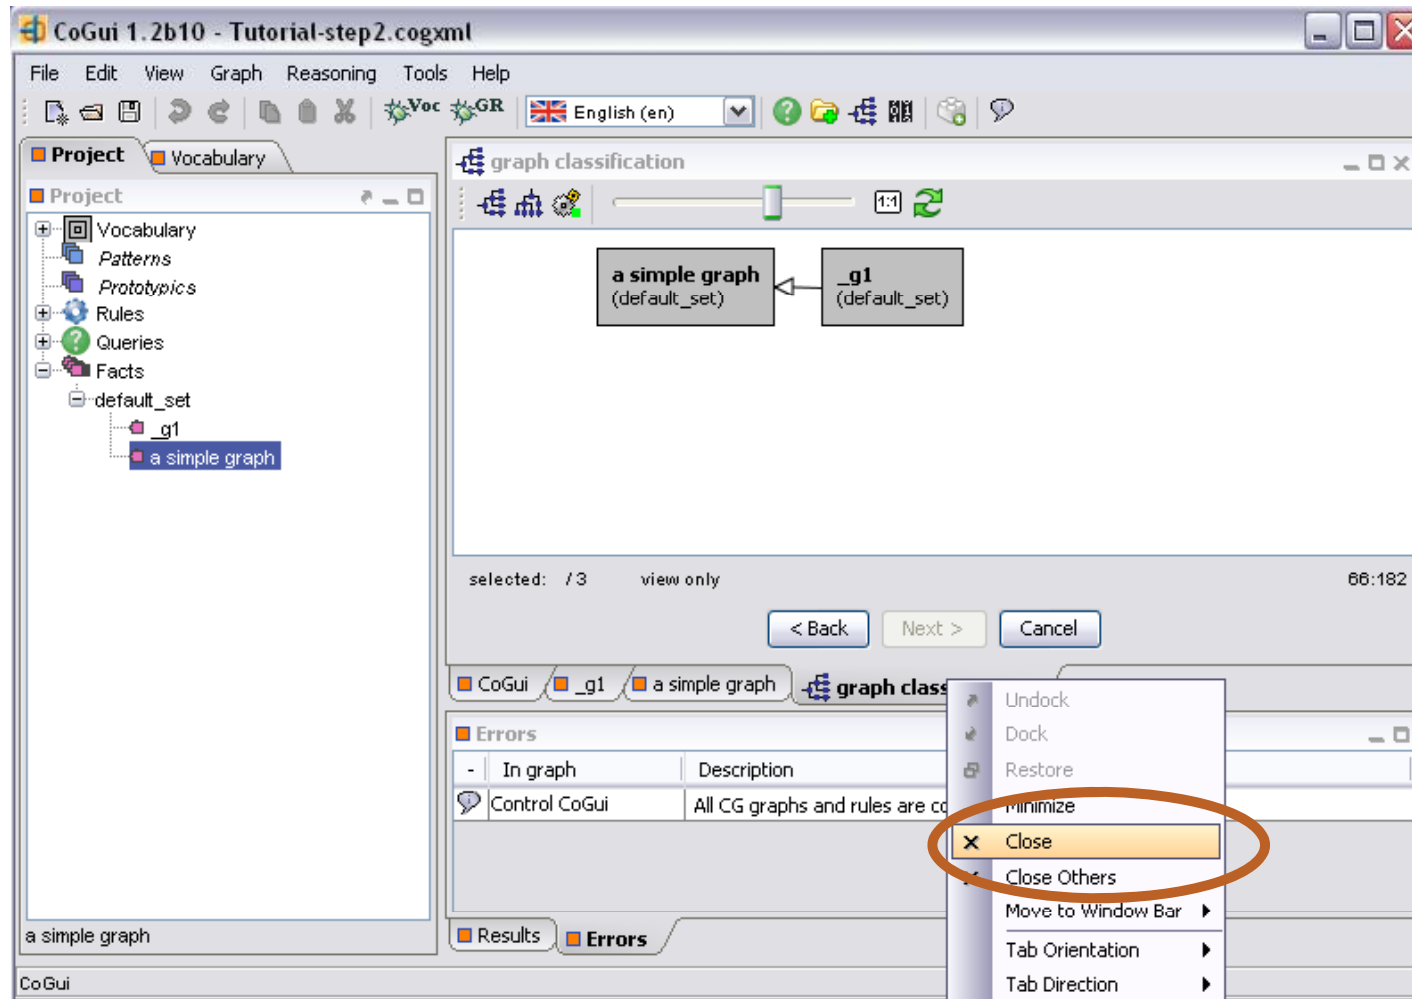 CoGui 1.2b10 - Tutorial-step2.cogxml
File Edit View Graph Reasoning Tools Help
Voc GR English (en)
Project Vocabulary
Project
Vocabulary
Patterns
Prototypics
Rules
Queries
Facts
default_set
_g1
a simple graph
a simple graph
graph classification
1:1
a simple graph
(default_set)
_g1
(default_set)
selected: / 3 view only 66:182
< Back Next > Cancel
CoGui _g1 a simple graph graph class
Errors
- In graph Description
Control CoGui All CG graphs and rules are co
Results Errors
Undock
Dock
Restore
Minimize
Close
Close Others
Move to Window Bar
Tab Orientation
Tab Direction
CoGui